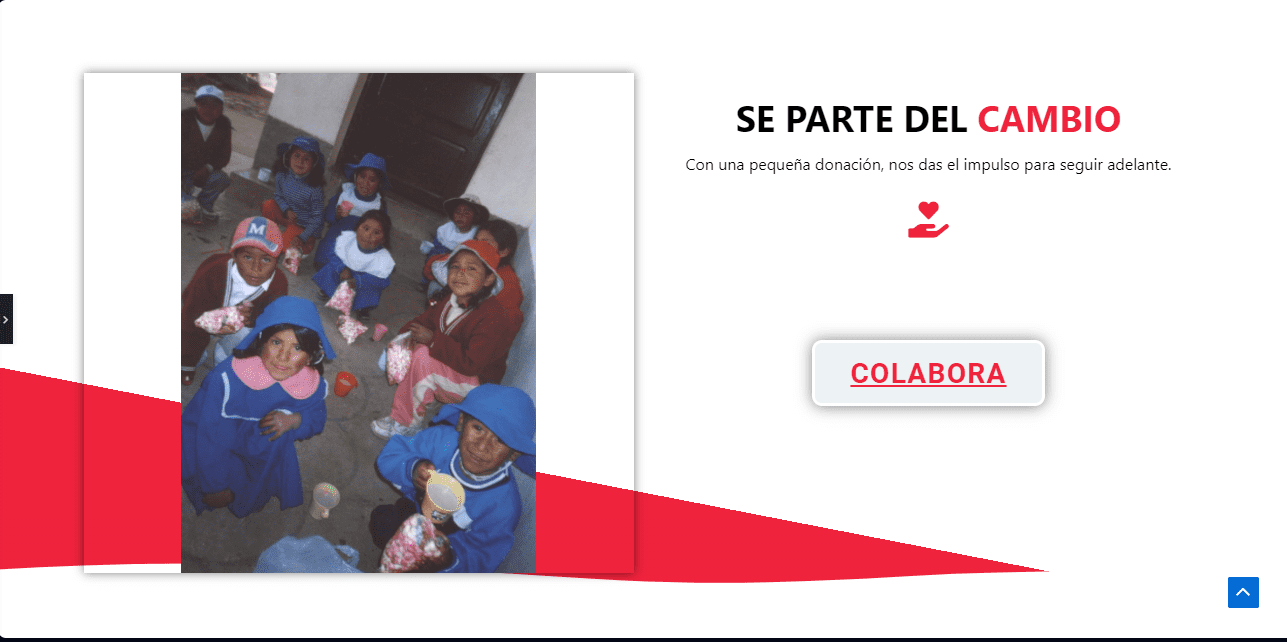 SE PARTE DEL CAMBIO
Con una pequeña donación, nos das el impulso para seguir adelante.
M
COLABORA